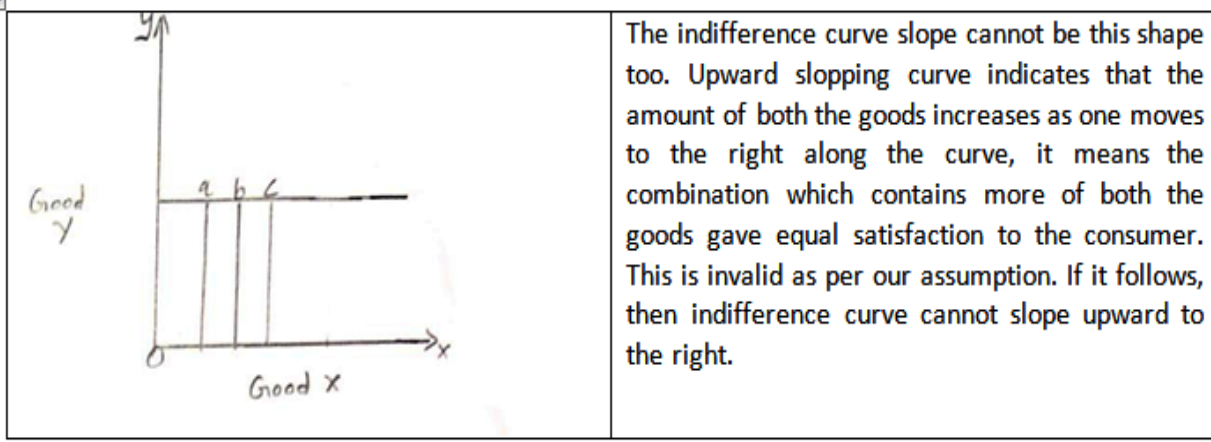 y
a b c
Good
y
O
x
Good x
The indifference curve slope cannot be this shape
too. Upward slopping curve indicates that the
amount of both the goods increases as one moves
to the right along the curve, it means the
combination which contains more of both the
goods gave equal satisfaction to the consumer.
This is invalid as per our assumption. If it follows,
then indifference curve cannot slope upward to
the right.